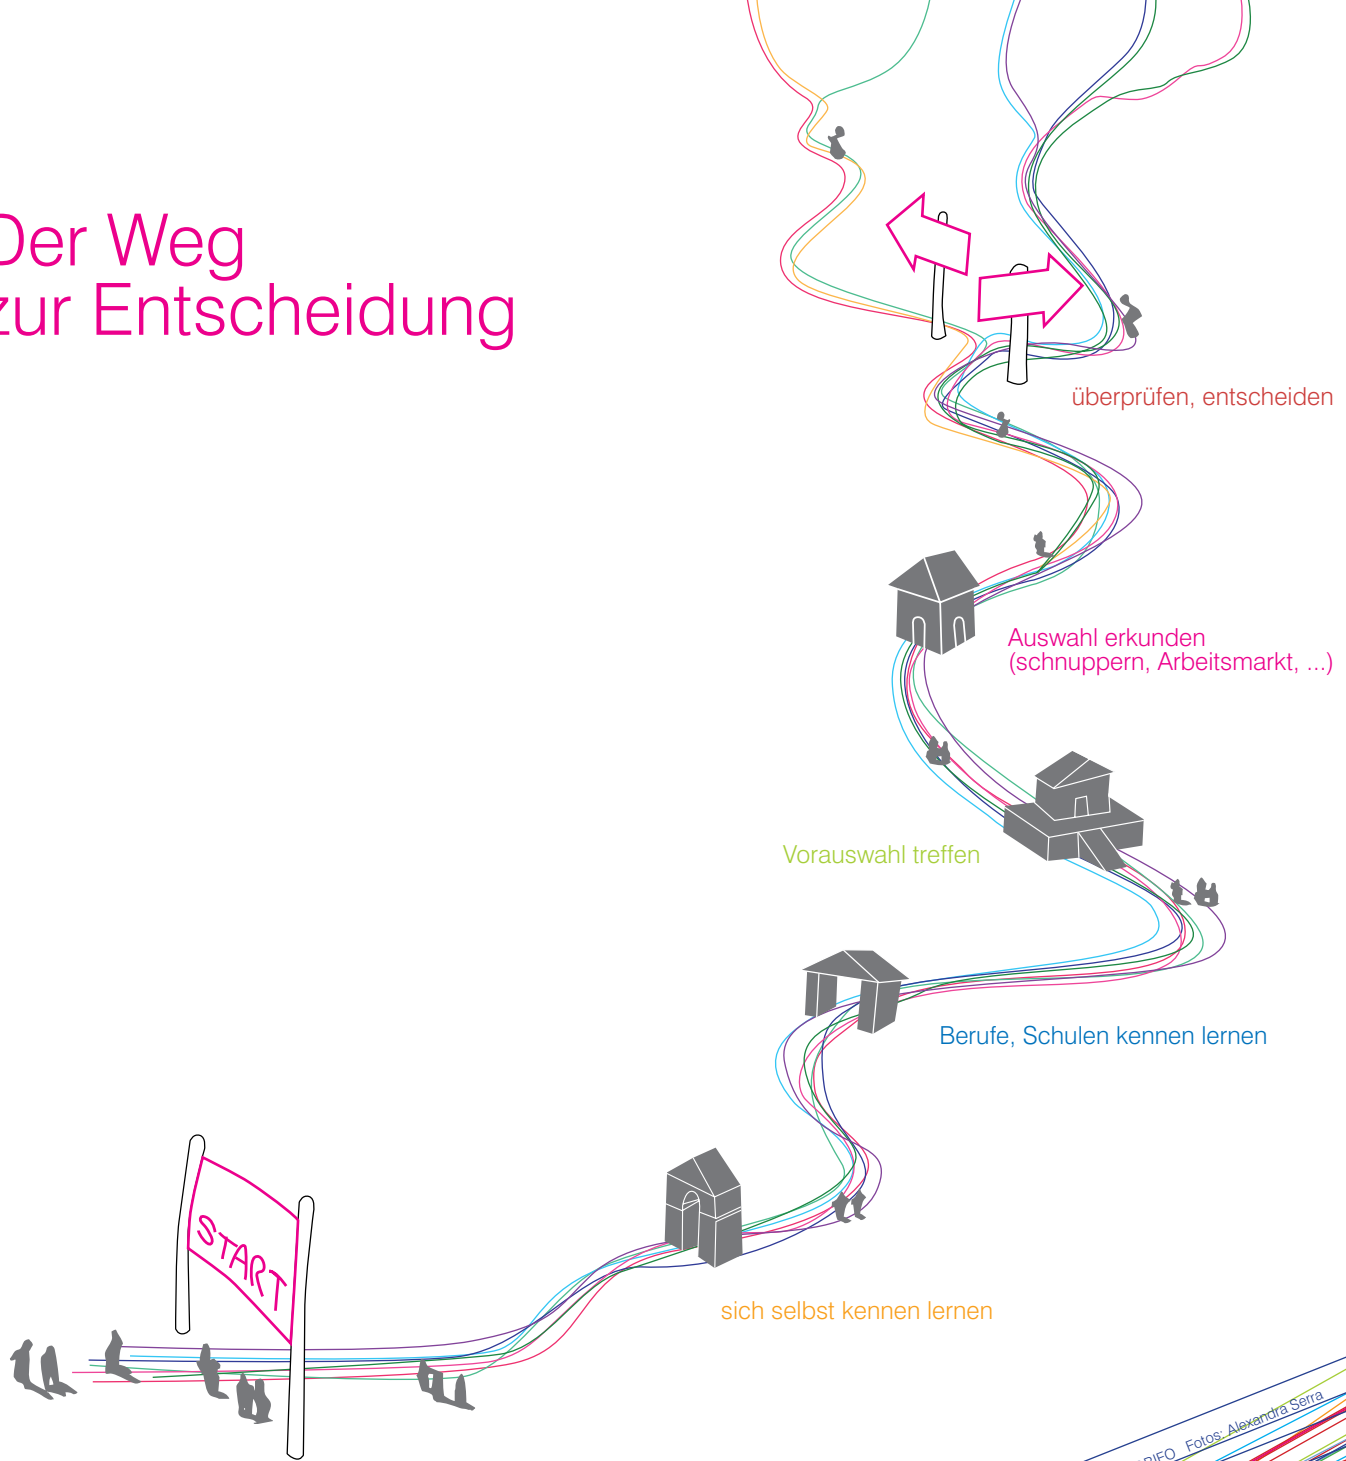 Der Weg
zur Entscheidung
überprüfen, entscheiden
Auswahl erkunden
(schnuppern, Arbeitsmarkt, ...)
Vorauswahl treffen
Berufe, Schulen kennen lernen
START
sich selbst kennen lernen
BIFO Fotos: Alexandra Serra